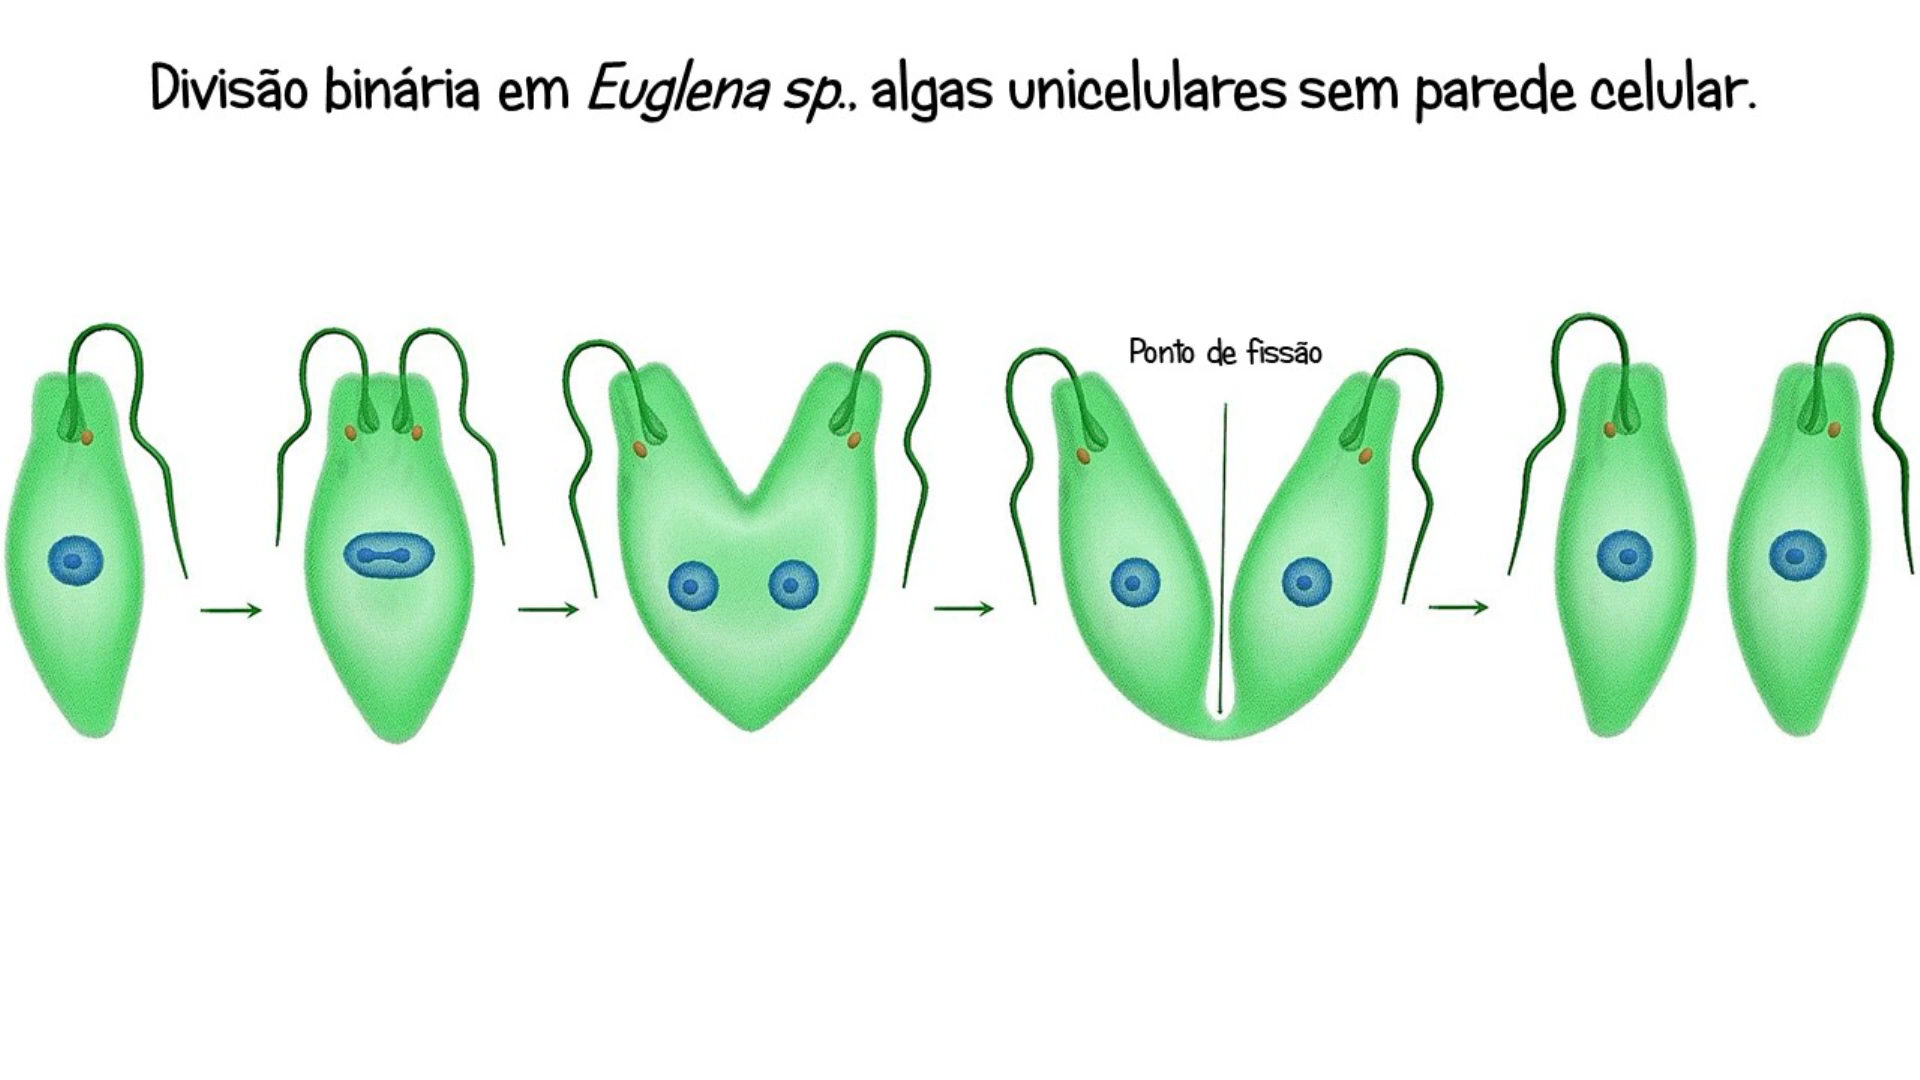 Divisão binária em Euglena sp., algas unicelulares sem parede celular.
Ponto de fissão